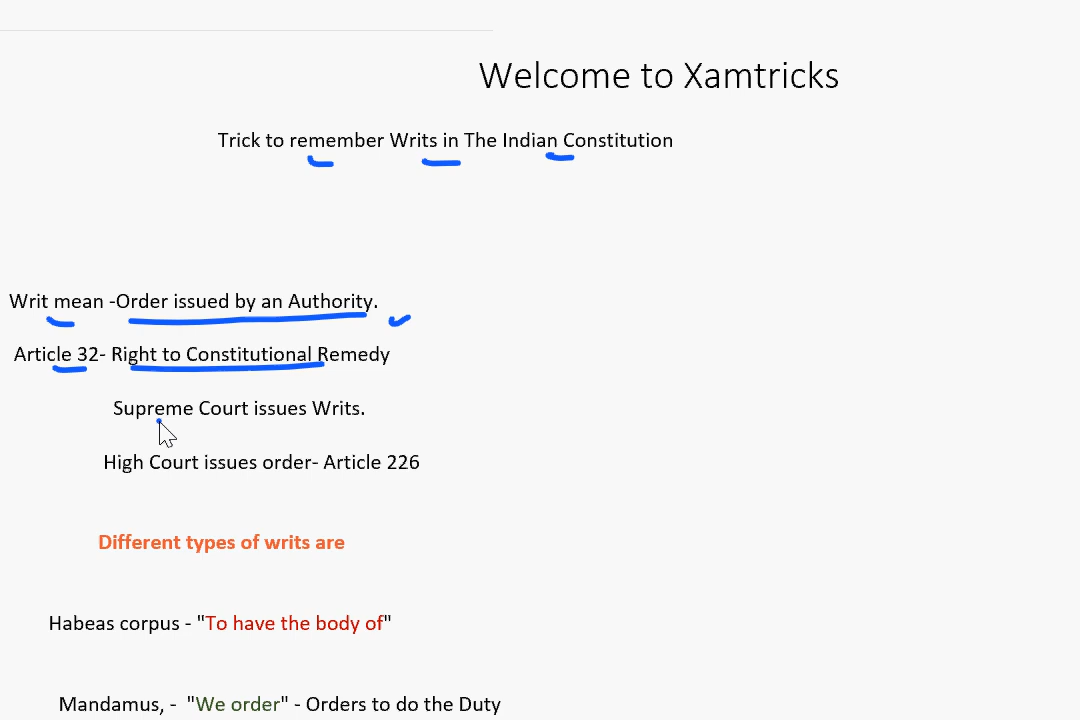 Welcome to Xamtricks
Trick to remember Writs in The Indian Constitution
Writ mean -Order issued by an Authority.
Article 32- Right to Constitutional Remedy
Supreme Court issues Writs.
High Court issues order- Article 226
Different types of writs are
Habeas corpus - "To have the body of"
Mandamus, - "We order" - Orders to do the Duty